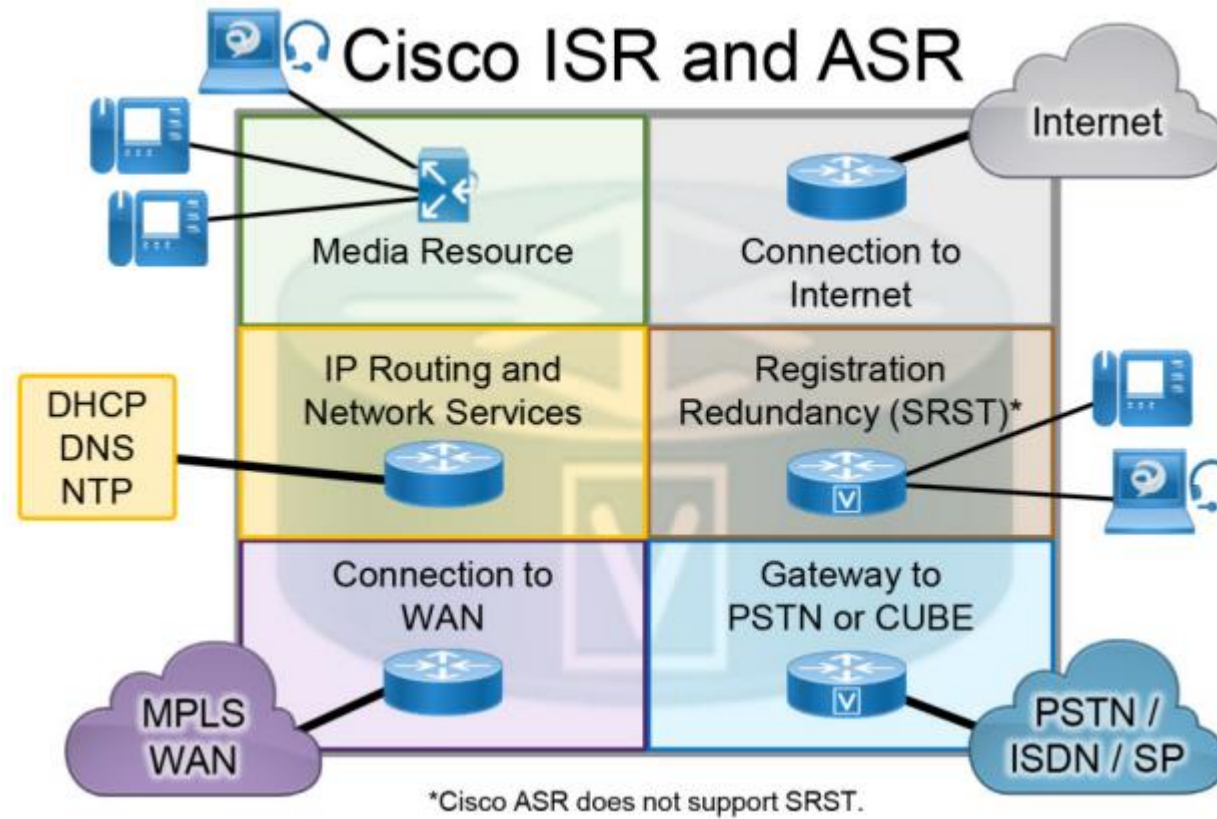 Cisco ISR and ASR
Internet
Media Resource
Connection to
Internet
DHCP
DNS
NTP
IP Routing and
Network Services
Registration
Redundancy (SRST)*
V
Connection to
WAN
Gateway to
PSTN or CUBE
V
V
MPLS
WAN
PSTN /
ISDN / SP
*Cisco ASR does not support SRST.